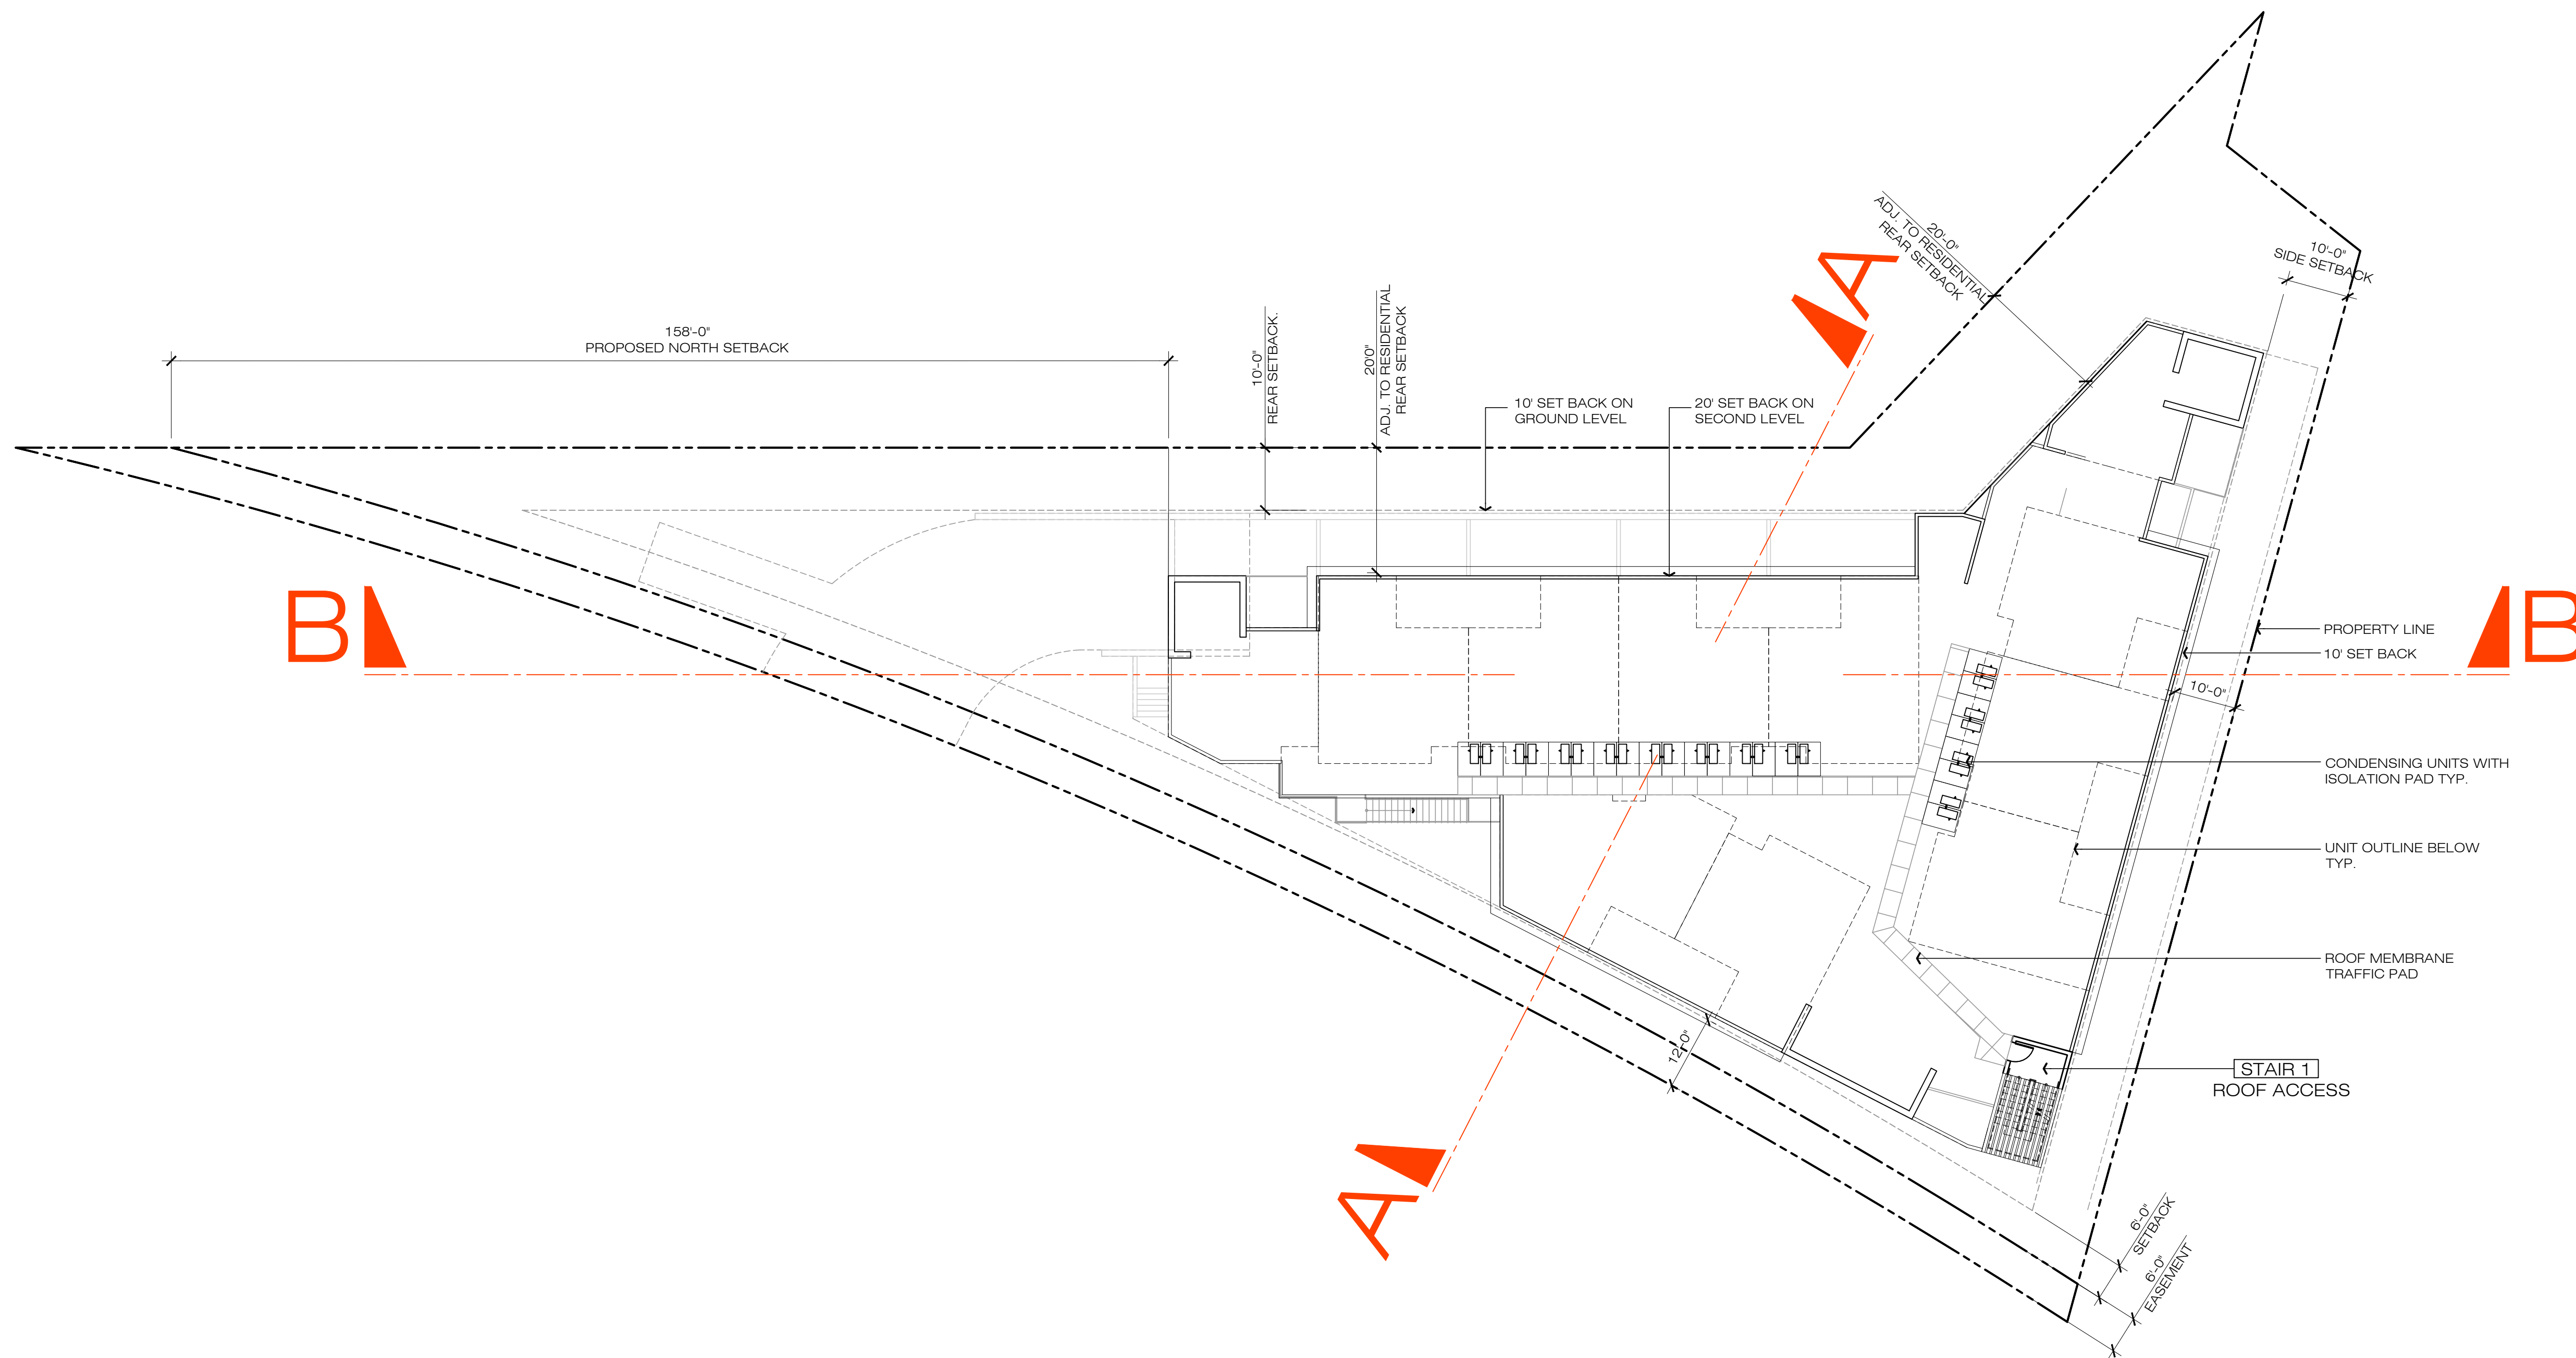 20'-0"
ADJ. TO RESIDENTIAL
REAR SETBACK
10'-0"
SIDE SETBACK
A
158'-0"
PROPOSED NORTH SETBACK
10'-0"
REAR SETBACK.
20'0"
ADJ. TO RESIDENTIAL
REAR SETBACK
10' SET BACK ON
GROUND LEVEL
20' SET BACK ON
SECOND LEVEL
B
B
PROPERTY LINE
10' SET BACK
10'-0"
CONDENSING UNITS WITH
ISOLATION PAD TYP.
UNIT OUTLINE BELOW
TYP.
ROOF MEMBRANE
TRAFFIC PAD
12'-0"
STAIR 1
ROOF ACCESS
A
6'-0"
SETBACK
6'-0"
EASEMENT